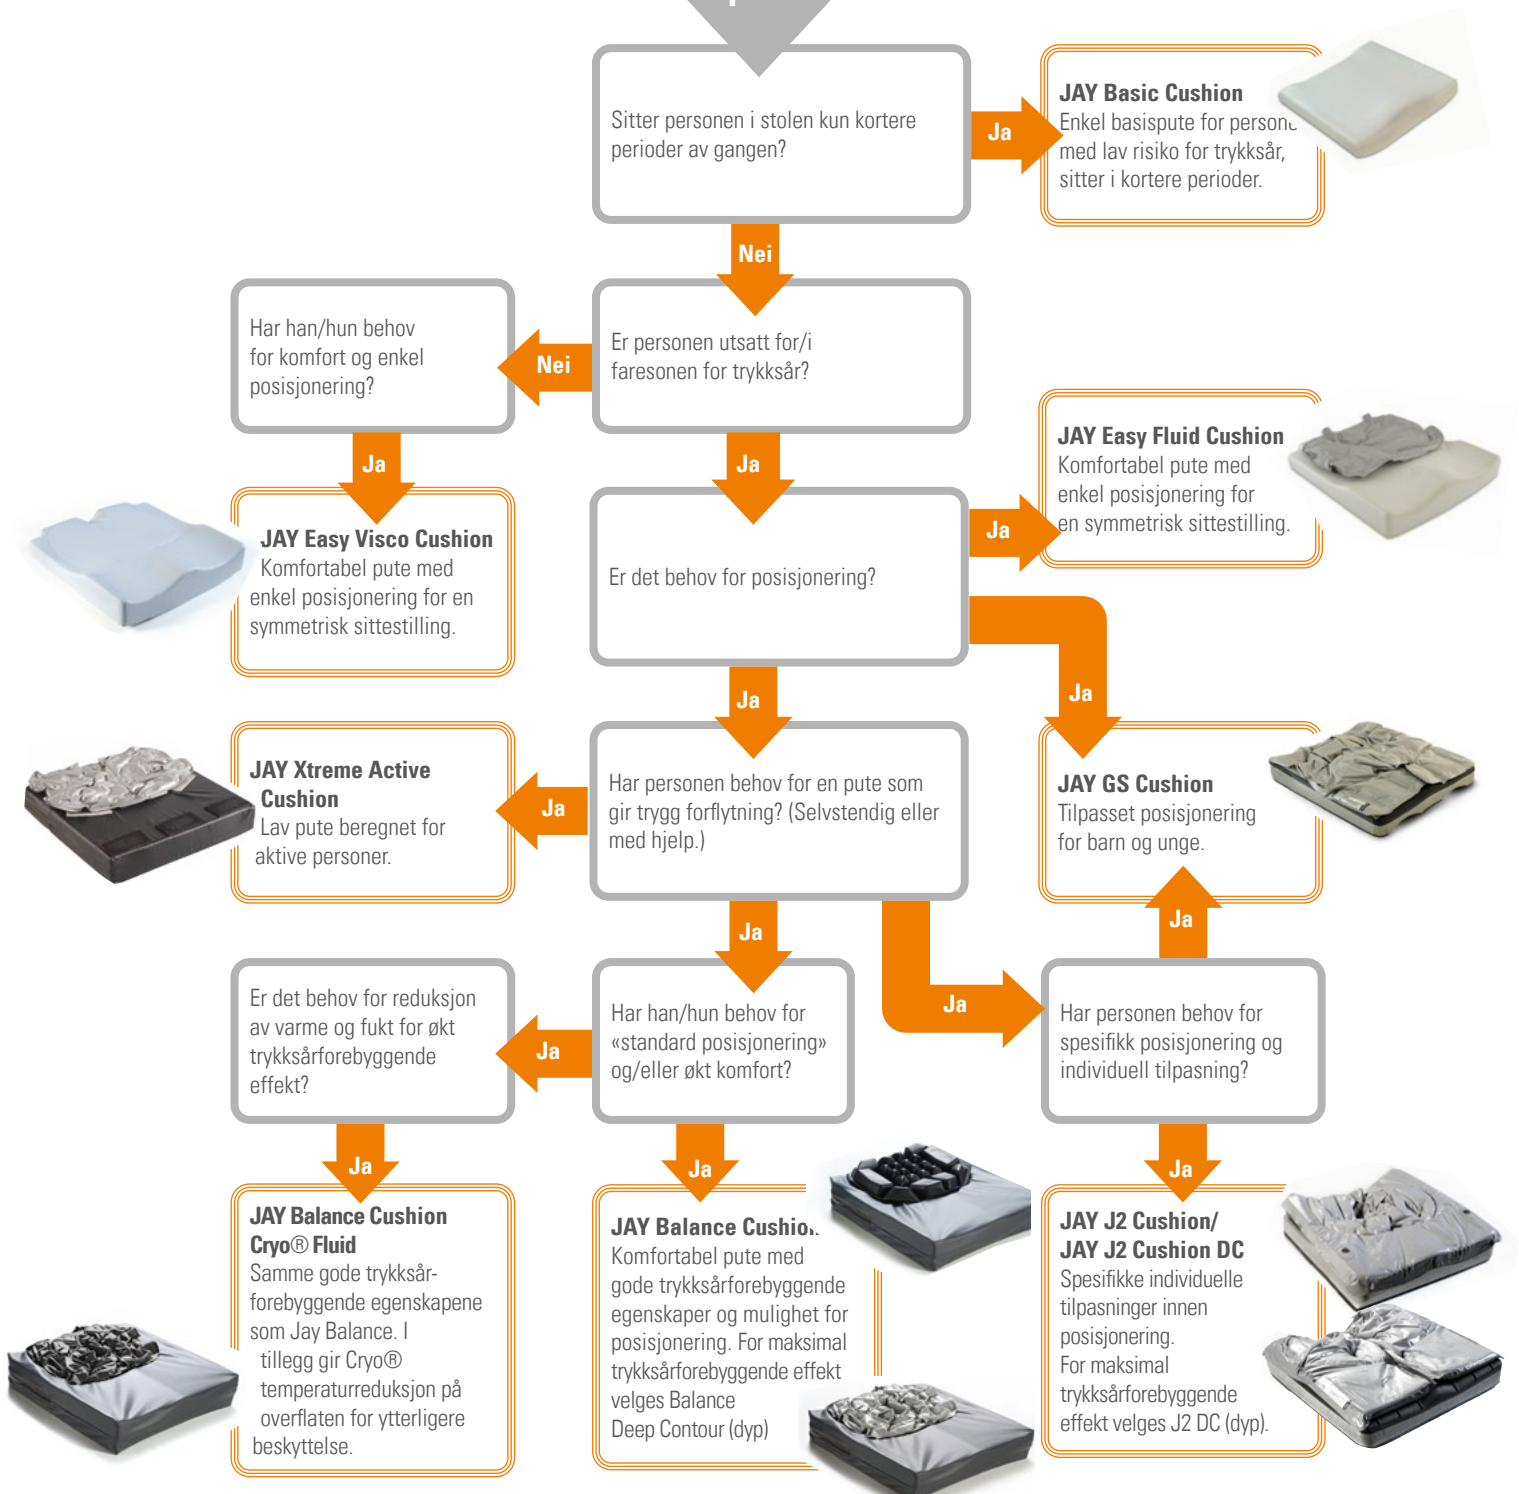 Sitter personen i stolen kun kortere
perioder av gangen?
Ja
JAY Basic Cushion
Enkel basispute for
med lav risiko for trykksår,
sitter i kortere perioder.
Nei
Har han/hun behov
for komfort og enkel
posisjonering?
Nei
Er personen utsatt for/i
faresonen for trykksår?
Ja
Ja
JAY Easy Fluid Cushion
Komfortabel pute med
enkel posisjonering for
en symmetrisk sittestilling.
JAY Easy Visco Cushion
Komfortabel pute med
enkel posisjonering for en
symmetrisk sittestilling.
Er det behov for posisjonering?
Ja
Ja
Ja
JAY Xtreme Active
Cushion
Lav pute beregnet for
aktive personer.
Ja
Har personen behov for en pute som
gir trygg forflytning? (Selvstendig eller
med hjelp.)
JAY GS Cushion
Tilpasset posisjonering
for barn og unge.
Ja
Ja
Ja
Er det behov for reduksjon
av varme og fukt for økt
trykksårforebyggende
effekt?
Ja
Har han/hun behov for
«standard posisjonering»
og/eller økt komfort?
Har personen behov for
spesifikk posisjonering og
individuell tilpasning?
Ja
Ja
Ja
JAY Balance Cushion
Cryo® Fluid
Samme gode trykksår-
forebyggende egenskapene
som Jay Balance. I
tillegg gir Cryo®
temperaturreduksjon på
overflaten for ytterligere
beskyttelse.
JAY Balance Cushion
Komfortabel pute med
gode trykksårforebyggende
egenskaper og mulighet for
posisjonering. For maksimal
trykksårforebyggende effekt
velges Balance
Deep Contour (dyp)
JAY J2 Cushion/
JAY J2 Cushion DC
Spesifikke individuelle
tilpasninger innen
posisjonering.
For maksimal
trykksårforebyggende
effekt velges J2 DC (dyp).